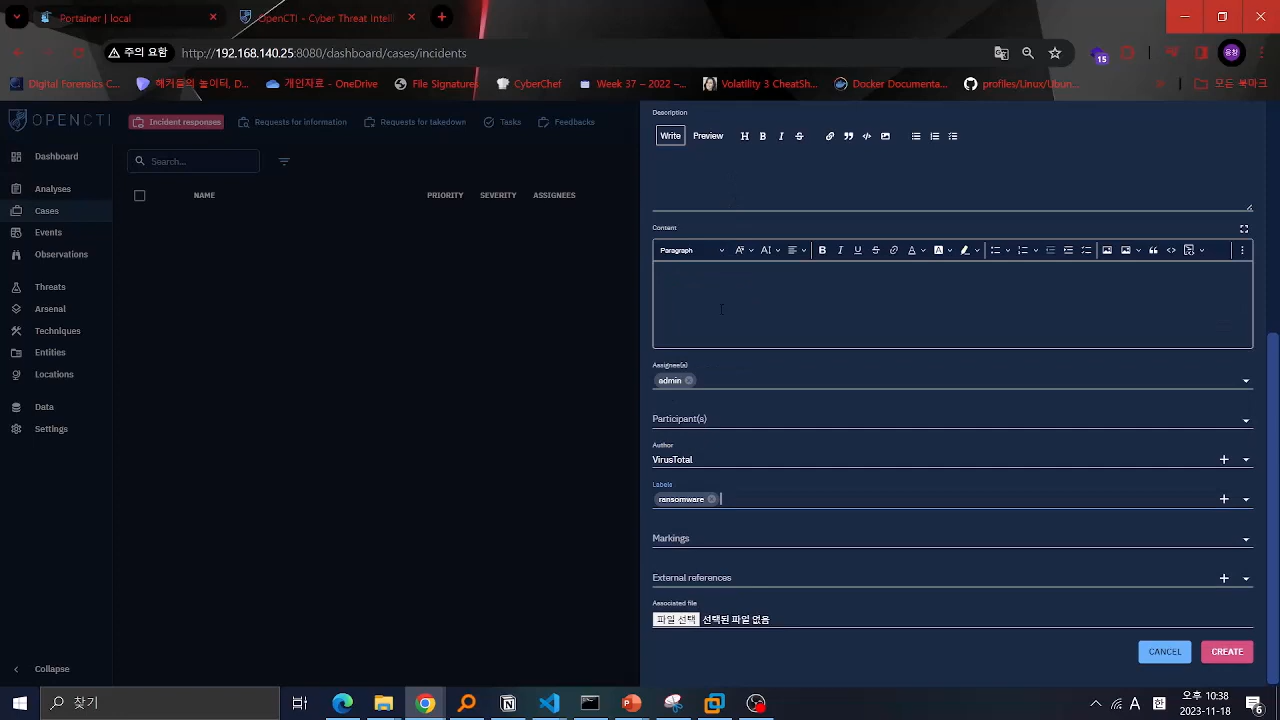 Portainer | local
OpenCTI - Cyber Threat Intelli
주의 요함
http://192.168.140.25:8080/dashboard/cases/incidents
15
Digital Forensics C...
해커들의 놀이터, D...
개인자료 - OneDrive
File Signatures
CyberChef
Week 37 – 2022 –...
Volatility 3 CheatSh...
Docker Documenta...
profiles/Linux/Ubun...
모든 북마크
OPENCTI
Incident responses
Requests for information
Requests for takedown
Tasks
Feedbacks
Dashboard
Analyses
Cases
Events
Observations
Threats
Arsenal
Techniques
Entities
Locations
Data
Settings
Collapse
Search...
NAME
PRIORITY
SEVERITY
ASSIGNEES
Description
Write
Preview
Content
Paragraph
Assignee(s)
admin
Participant(s)
Author
VirusTotal
Labels
ransomware
Markings
External references
Associated file
파일 선택 선택된 파일 없음
CANCEL
CREATE
찾기
A
한
오후 10:38
2023-11-18
6